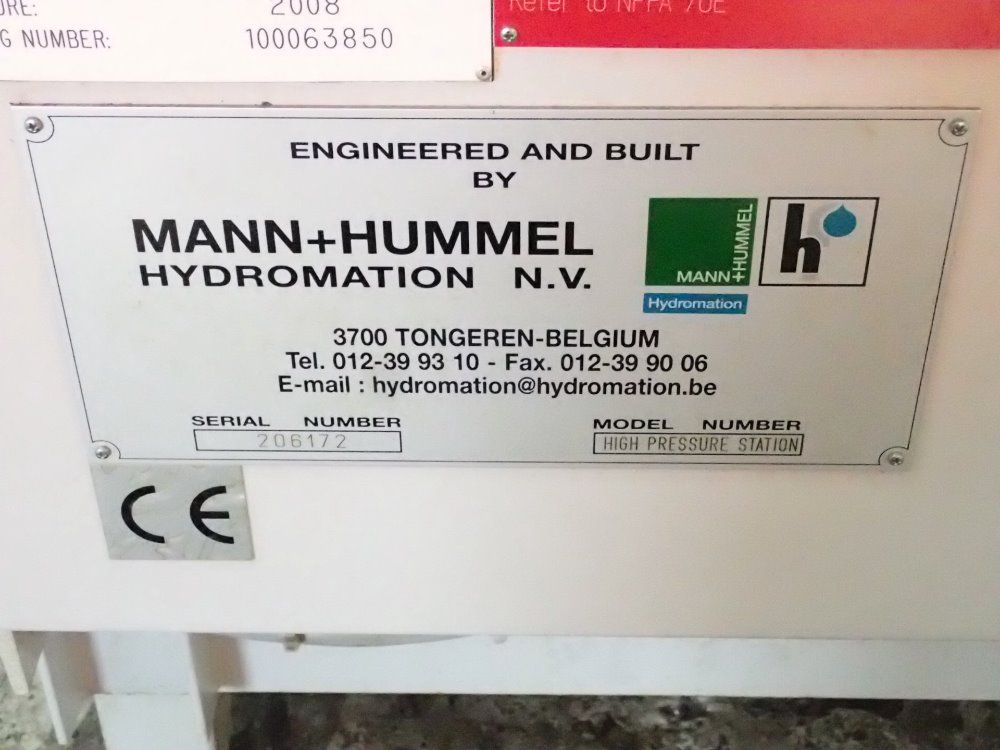 URE: 2008
G NUMBER: 100063850
Refer to NFPA 70E
ENGINEERED AND BUILT
BY
MANN+HUMMEL
HYDROMATION N.V.
MANN+HUMMEL
Hydromation
h
3700 TONGEREN-BELGIUM
Tel. 012-39 93 10 - Fax. 012-39 90 06
E-mail : hydromation@hydromation.be
SERIAL NUMBER
206172
MODEL NUMBER
HIGH PRESSURE STATION
CE